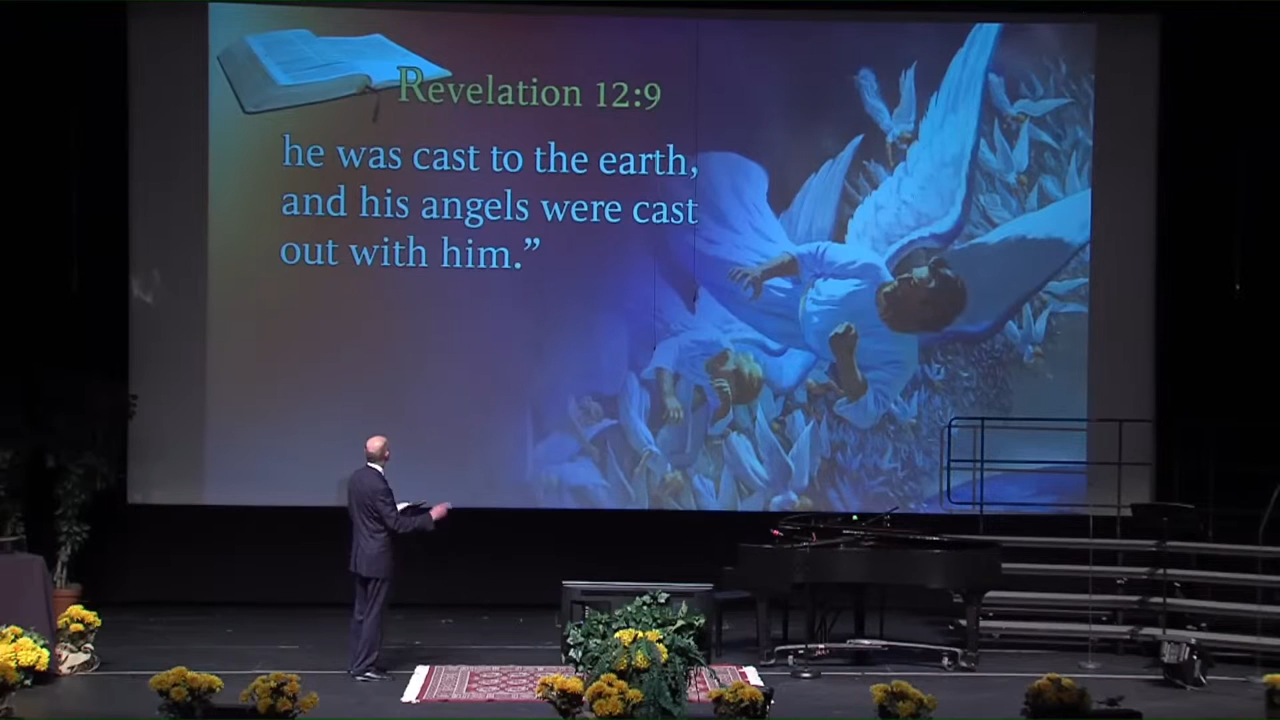 Revelation 12:9
he was cast to the earth,
and his angels were cast
out with him.”